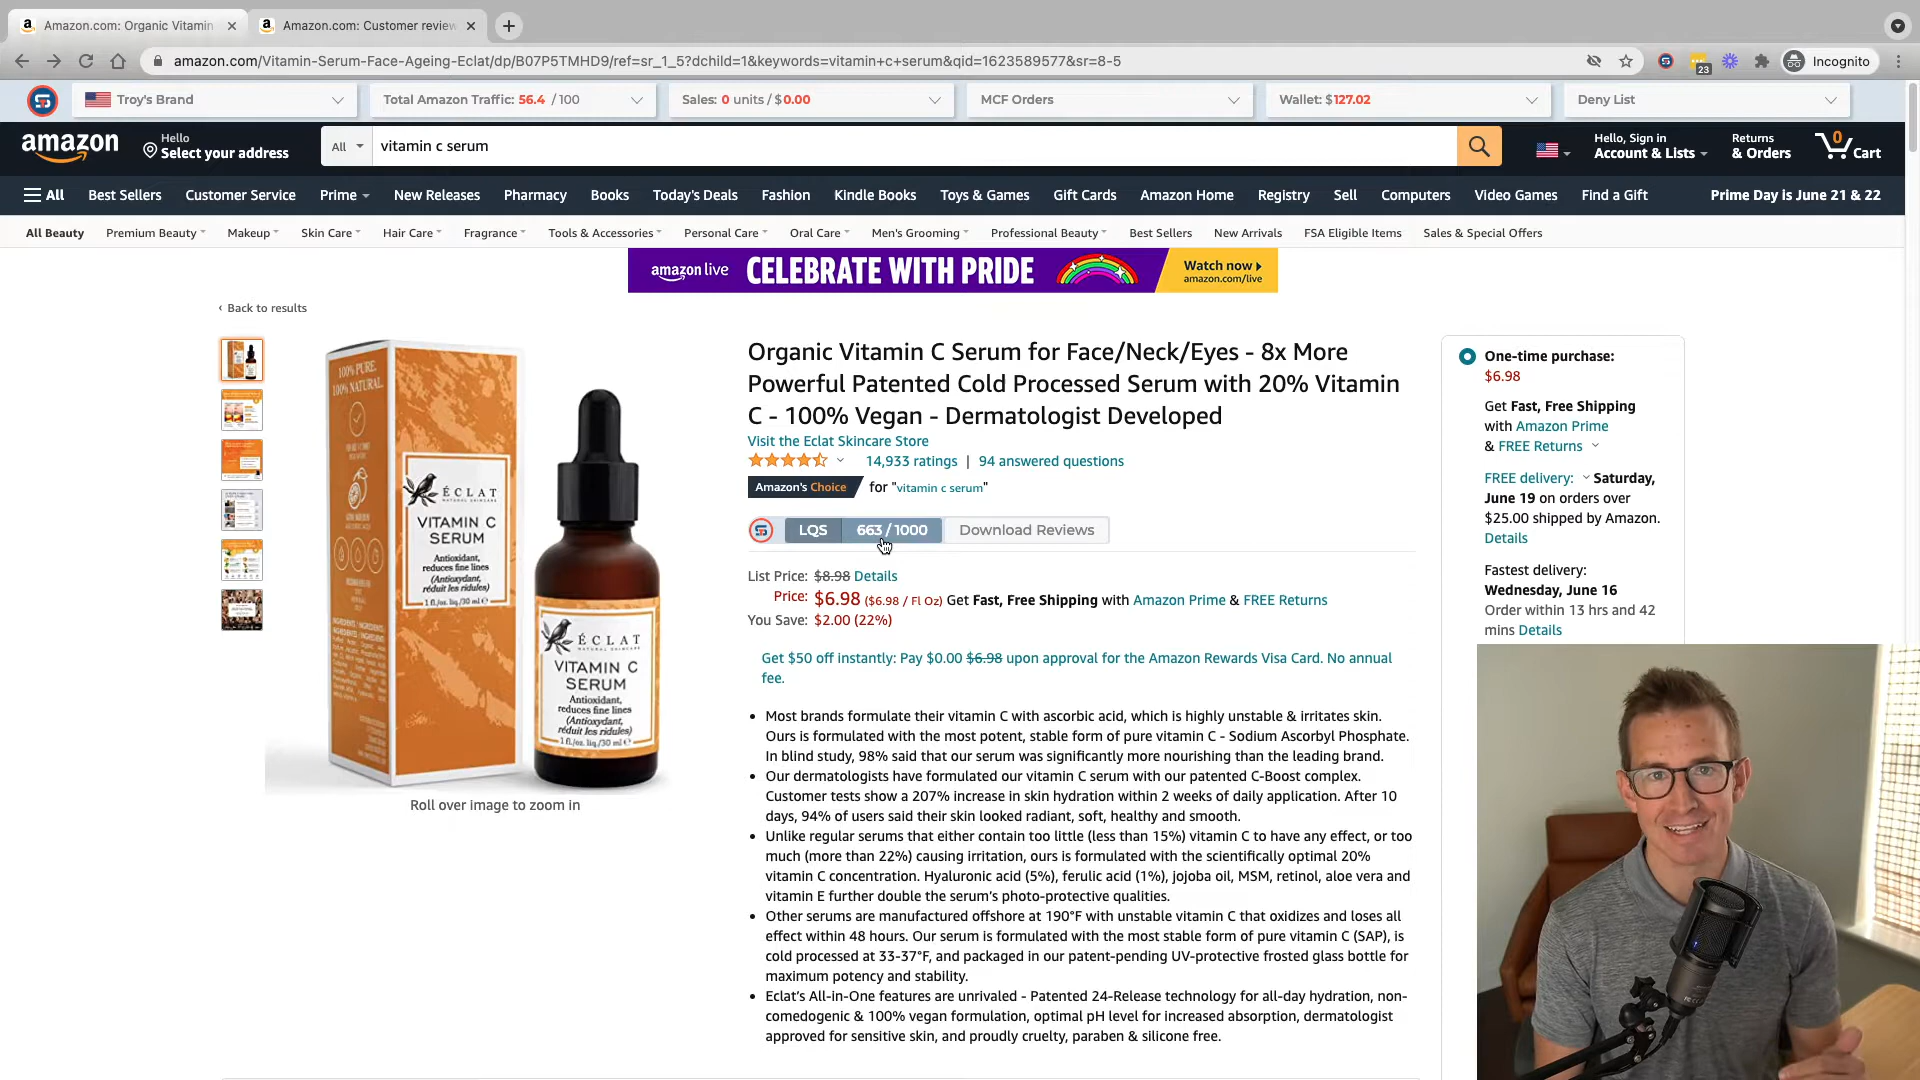 Amazon.com: Organic Vitamin
Amazon.com: Customer review
amazon.com/Vitamin-Serum-Face-Ageing-Eclat/dp/B07P5TMHD9/ref=sr_1_5?dchild=1&keywords=vitamin+c+serum&qid=1623589577&sr=8-5
23
Incognito
Troy's Brand
Total Amazon Traffic: 56.4 / 100
Sales: 0 units / $0.00
MCF Orders
Wallet: $127.02
Deny List
amazon
Hello
Select your address
All
vitamin c serum
Hello, Sign in
Account & Lists
Returns
& Orders
0
Cart
All
Best Sellers
Customer Service
Prime
New Releases
Pharmacy
Books
Today's Deals
Fashion
Kindle Books
Toys & Games
Gift Cards
Amazon Home
Registry
Sell
Computers
Video Games
Find a Gift
Prime Day is June 21 & 22
All Beauty
Premium Beauty
Makeup
Skin Care
Hair Care
Fragrance
Tools & Accessories
Personal Care
Oral Care
Men's Grooming
Professional Beauty
Best Sellers
New Arrivals
FSA Eligible Items
Sales & Special Offers
amazon live
CELEBRATE WITH PRIDE
Watch now
amazon.com/live
‹ Back to results
100% PURE
100% NATURAL
ÉCLAT
NATURAL SKINCARE
VITAMIN C
SERUM
Antioxidant,
reduces fine lines
(Antioxydant,
réduit les ridules)
1 fl./oz. liq./30 ml e
ÉCLAT
NATURAL SKINCARE
VITAMIN C
SERUM
Antioxidant,
reduces fine lines
(Antioxydant,
réduit les ridules)
1 fl./oz. liq./30 ml e
Roll over image to zoom in
Organic Vitamin C Serum for Face/Neck/Eyes - 8x More
Powerful Patented Cold Processed Serum with 20% Vitamin
C - 100% Vegan - Dermatologist Developed
Visit the Eclat Skincare Store
14,933 ratings | 94 answered questions
Amazon's Choice for "vitamin c serum"
LQS 663 / 1000 Download Reviews
List Price: $8.98 Details
Price: $6.98 ($6.98 / Fl Oz) Get Fast, Free Shipping with Amazon Prime & FREE Returns
You Save: $2.00 (22%)
Get $50 off instantly: Pay $0.00 $6.98 upon approval for the Amazon Rewards Visa Card. No annual
fee.
• Most brands formulate their vitamin C with ascorbic acid, which is highly unstable & irritates skin.
Ours is formulated with the most potent, stable form of pure vitamin C - Sodium Ascorbyl Phosphate.
In blind study, 98% said that our serum was significantly more nourishing than the leading brand.
• Our dermatologists have formulated our vitamin C serum with our patented C-Boost complex.
Customer tests show a 207% increase in skin hydration within 2 weeks of daily application. After 10
days, 94% of users said their skin looked radiant, soft, healthy and smooth.
• Unlike regular serums that either contain too little (less than 15%) vitamin C to have any effect, or too
much (more than 22%) causing irritation, ours is formulated with the scientifically optimal 20%
vitamin C concentration. Hyaluronic acid (5%), ferulic acid (1%), jojoba oil, MSM, retinol, aloe vera and
vitamin E further double the serum's photo-protective qualities.
• Other serums are manufactured offshore at 190°F with unstable vitamin C that oxidizes and loses all
effect within 48 hours. Our serum is formulated with the most stable form of pure vitamin C (SAP), is
cold processed at 33-37°F, and packaged in our patent-pending UV-protective frosted glass bottle for
maximum potency and stability.
• Eclat's All-in-One features are unrivaled - Patented 24-Release technology for all-day hydration, non-
comedogenic & 100% vegan formulation, optimal pH level for increased absorption, dermatologist
approved for sensitive skin, and proudly cruelty, paraben & silicone free.
One-time purchase:
$6.98
Get Fast, Free Shipping
with Amazon Prime
& FREE Returns
FREE delivery: Saturday,
June 19 on orders over
$25.00 shipped by Amazon.
Details
Fastest delivery:
Wednesday, June 16
Order within 13 hrs and 42
mins Details